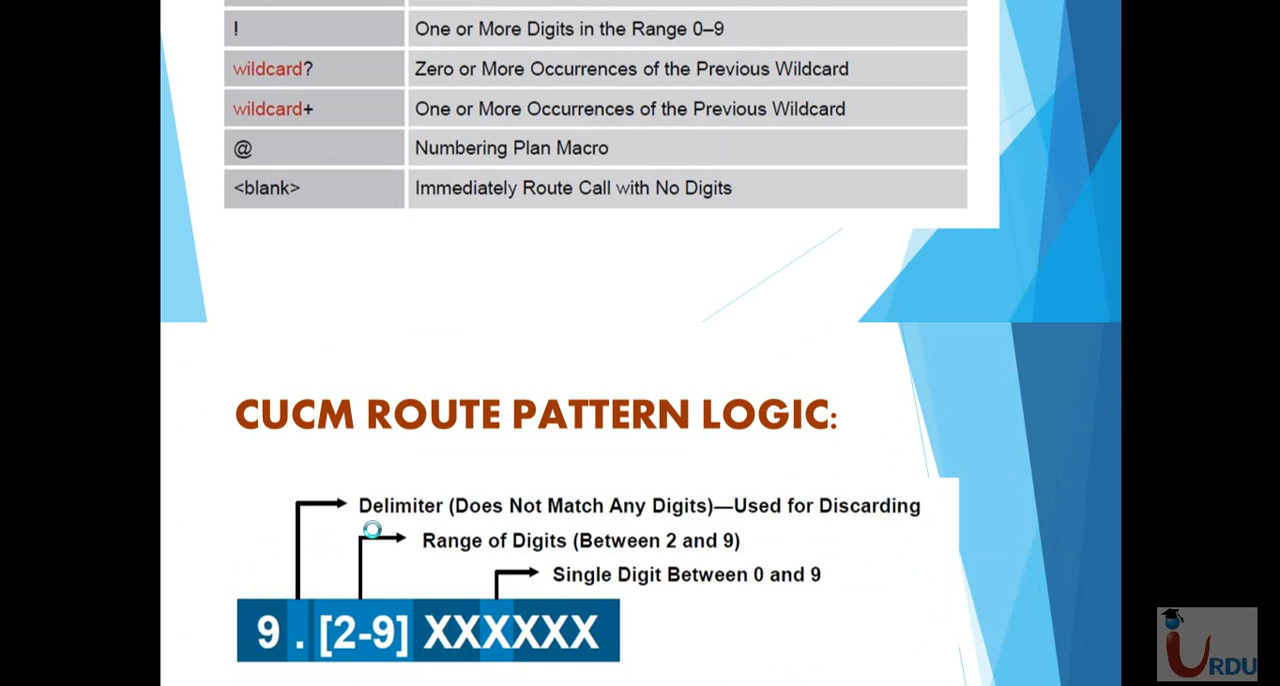 ! One or More Digits in the Range 0–9
wildcard? Zero or More Occurrences of the Previous Wildcard
wildcard+ One or More Occurrences of the Previous Wildcard
@ Numbering Plan Macro
<blank> Immediately Route Call with No Digits
CUCM ROUTE PATTERN LOGIC:
Delimiter (Does Not Match Any Digits)—Used for Discarding
Range of Digits (Between 2 and 9)
Single Digit Between 0 and 9
9 . [2-9] XXXXXX
iURDU